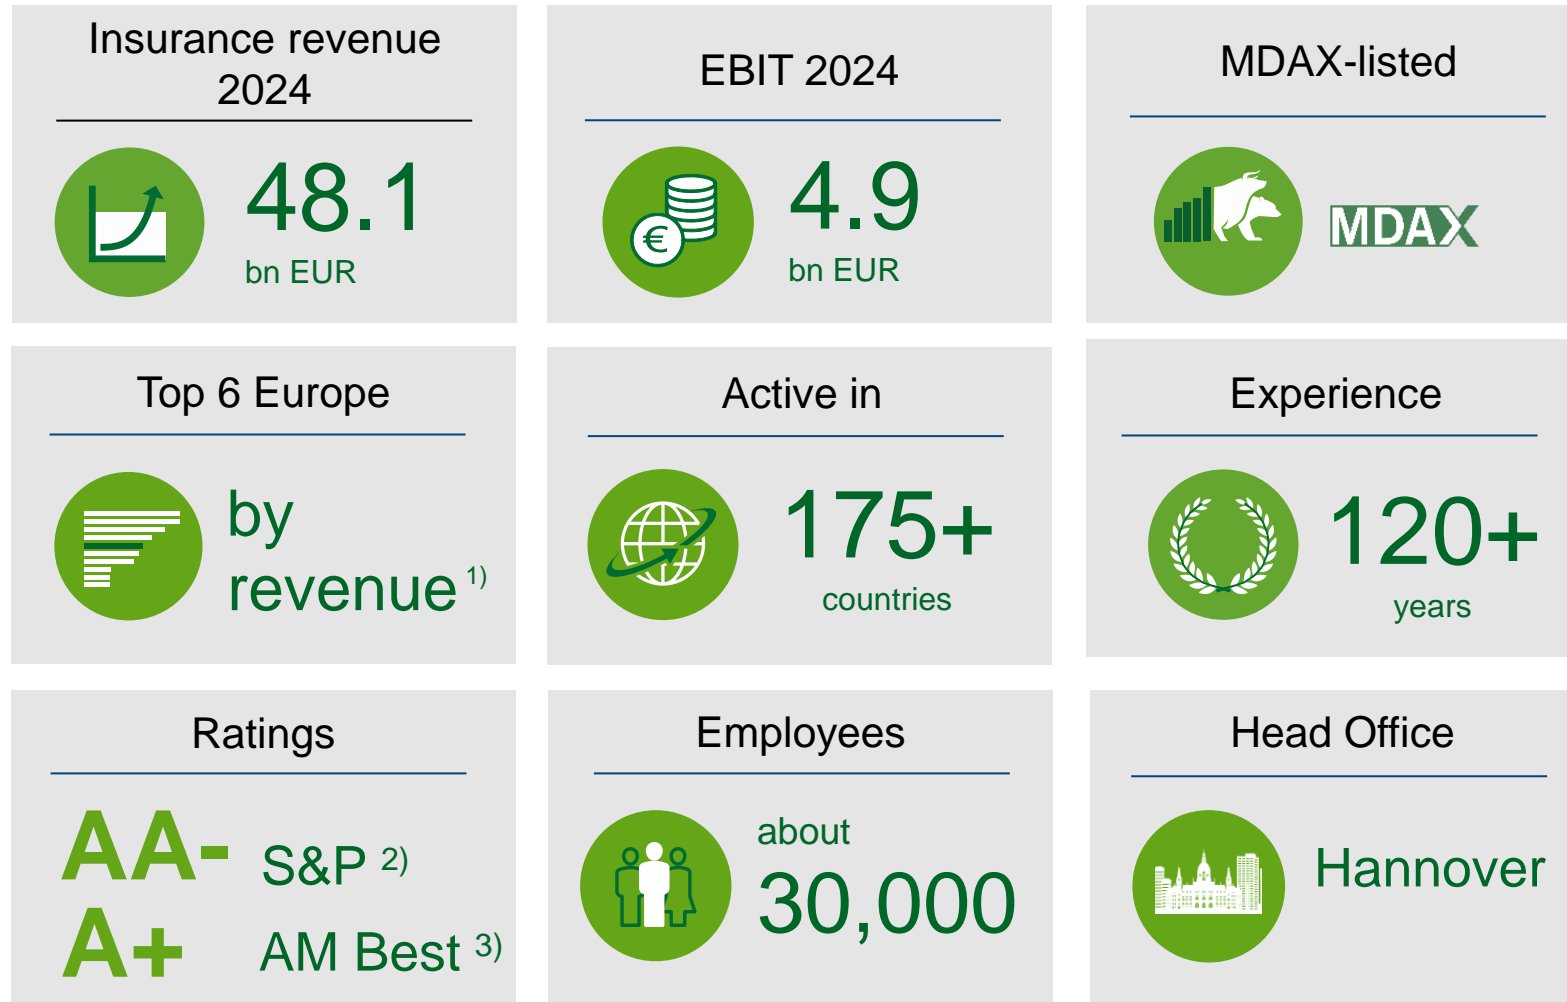 Insurance revenue
2024
48.1
bn EUR
EBIT 2024
€
4.9
bn EUR
MDAX-listed
MDAX
Top 6 Europe
by
revenue 1)
Active in
175+
countries
Experience
120+
years
Ratings
AA- S&P 2)
A+ AM Best 3)
Employees
about
30,000
Head Office
Hannover